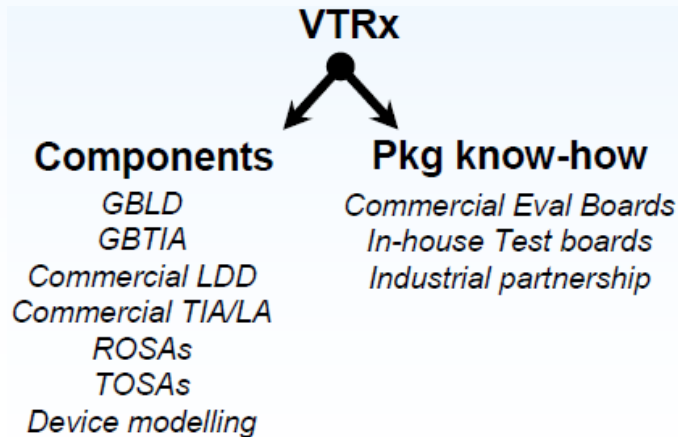 VTRx
Components
GBLD
GBTIA
Commercial LDD
Commercial TIA/LA
ROSAs
TOSAs
Device modelling
Pkg know-how
Commercial Eval Boards
In-house Test boards
Industrial partnership